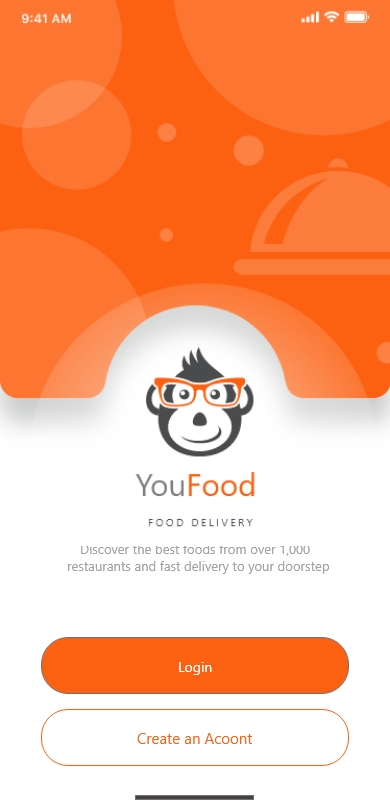 9:41 AM
YouFood
FOOD DELIVERY
Discover the best foods from over 1,000
restaurants and fast delivery to your doorstep
Login
Create an Acoont